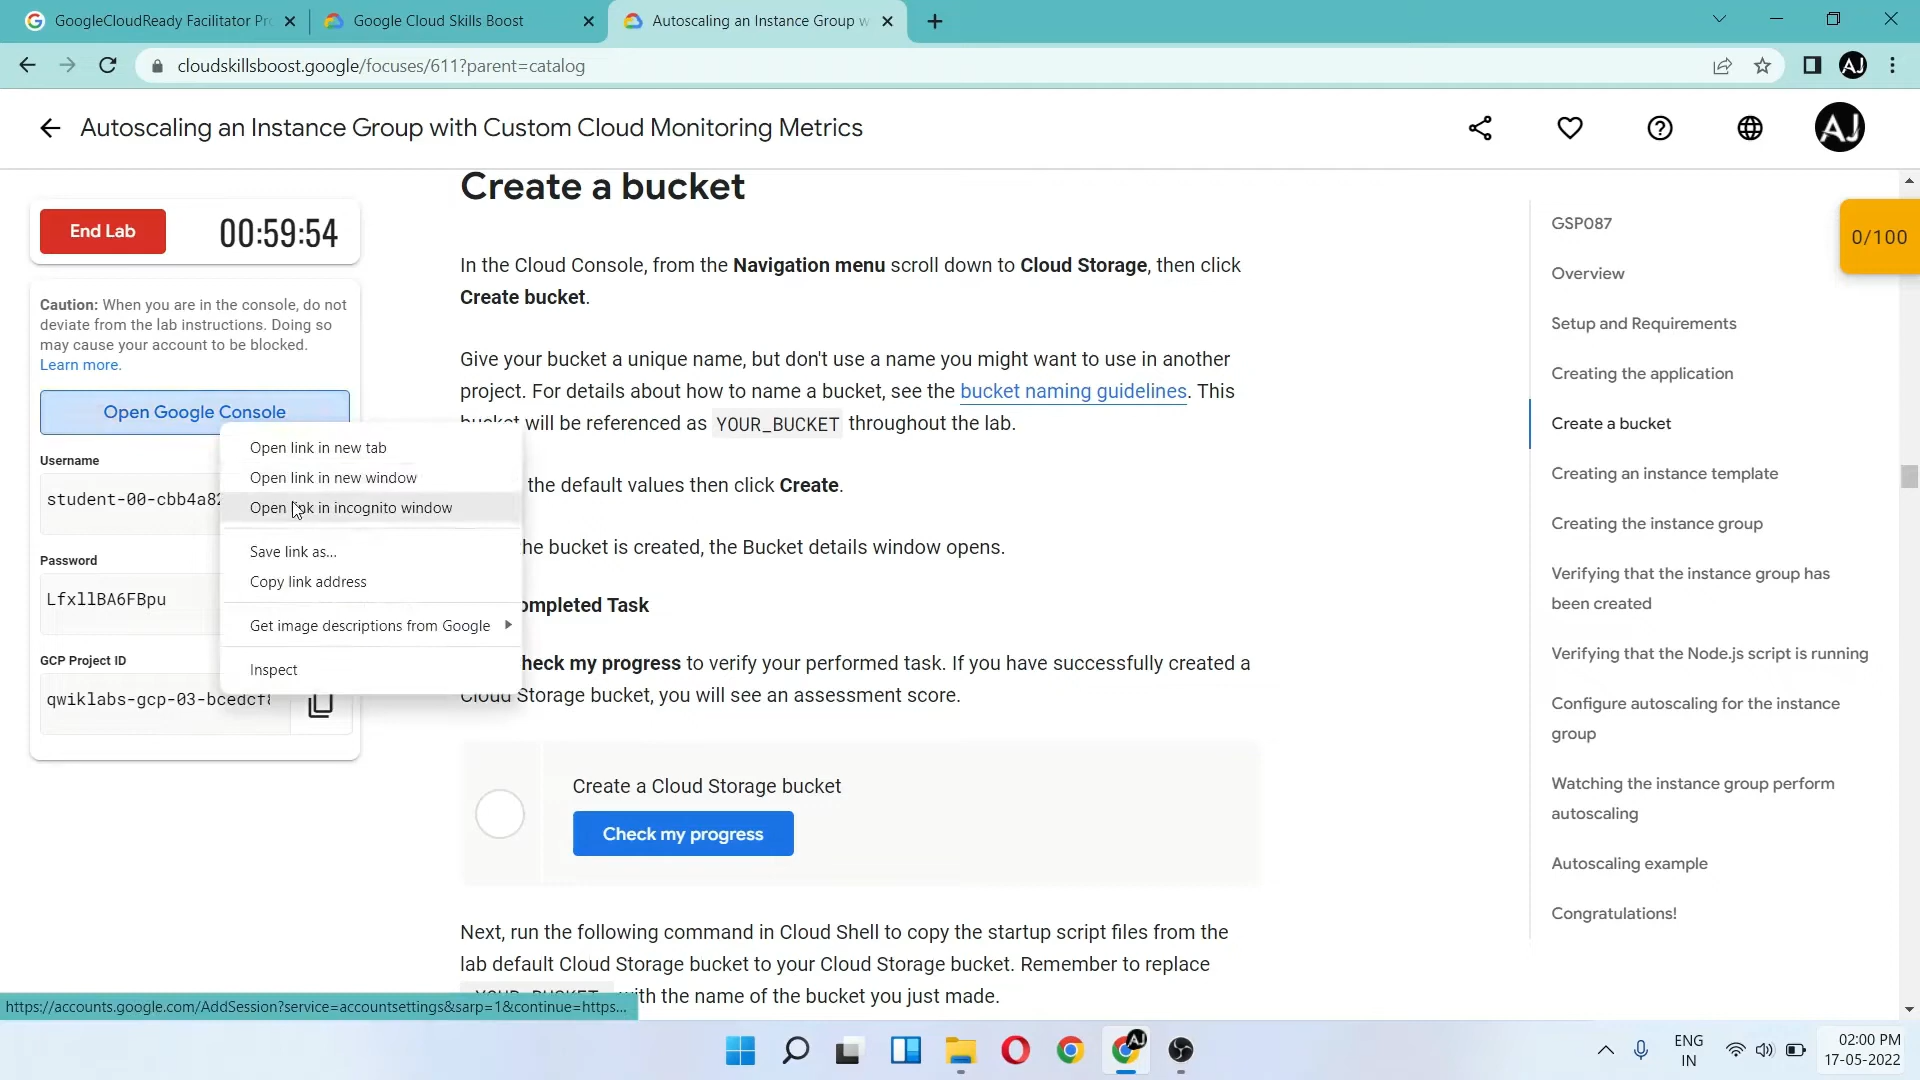 GoogleCloudReady Facilitator Pr
Google Cloud Skills Boost
Autoscaling an Instance Group w
cloudskillsboost.google/focuses/611?parent=catalog
AJ
Autoscaling an Instance Group with Custom Cloud Monitoring Metrics
AJ
End Lab
00:59:54
Caution: When you are in the console, do not
deviate from the lab instructions. Doing so
may cause your account to be blocked.
Learn more.
Open Google Console
Username
student-00-cbb4a82
Password
LfxllBA6FBpu
GCP Project ID
qwiklabs-gcp-03-bcedcf8
Open link in new tab
Open link in new window
Open link in incognito window
Save link as...
Copy link address
Get image descriptions from Google
Inspect
Create a bucket
In the Cloud Console, from the Navigation menu scroll down to Cloud Storage, then click
Create bucket.
Give your bucket a unique name, but don't use a name you might want to use in another
project. For details about how to name a bucket, see the bucket naming guidelines. This
bucket will be referenced as YOUR_BUCKET throughout the lab.
the default values then click Create.
he bucket is created, the Bucket details window opens.
ompleted Task
heck my progress to verify your performed task. If you have successfully created a
Cloud Storage bucket, you will see an assessment score.
Create a Cloud Storage bucket
Check my progress
Next, run the following command in Cloud Shell to copy the startup script files from the
lab default Cloud Storage bucket to your Cloud Storage bucket. Remember to replace
YOUR_BUCKET with the name of the bucket you just made.
GSP087
Overview
Setup and Requirements
Creating the application
Create a bucket
Creating an instance template
Creating the instance group
Verifying that the instance group has
been created
Verifying that the Node.js script is running
Configure autoscaling for the instance
group
Watching the instance group perform
autoscaling
Autoscaling example
Congratulations!
0/100
https://accounts.google.com/AddSession?service=accountsettings&sarp=1&continue=https...
AJ
ENG
IN
02:00 PM
17-05-2022